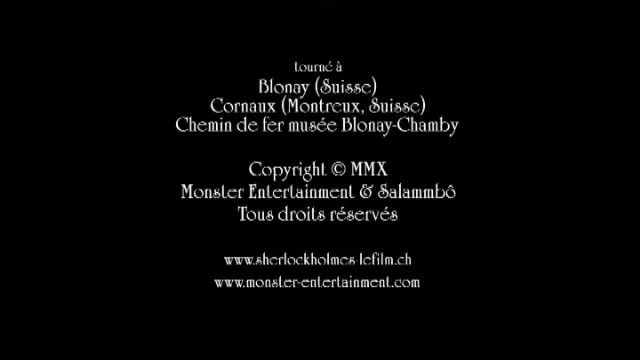 tourné à
Blonay (Suisse)
Cornaux (Montreux, Suisse)
Chemin de fer musée Blonay-Chamby
Copyright © MMX
Monster Entertainment & Salammbô
Tous droits réservés
www.sherlockholmes-lefilm.ch
www.monster-entertainment.com